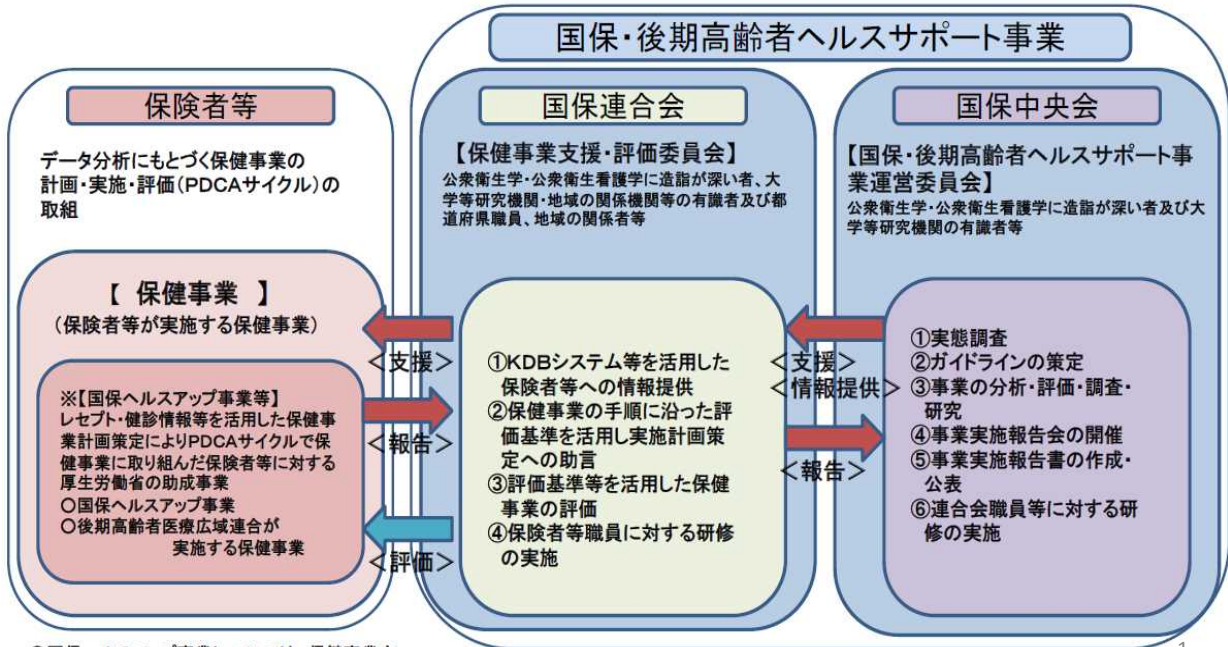 国保・後期高齢者ヘルスサポート事業
保険者等
データ分析にもとづく保健事業の
計画・実施・評価(PDCAサイクル)の
取組
【 保健事業 】
(保険者等が実施する保健事業)
※【国保ヘルスアップ事業等】
レセプト・健診情報等を活用した保健事
業計画策定によりPDCAサイクルで保
健事業に取り組んだ保険者等に対する
厚生労働省の助成事業
○国保ヘルスアップ事業
○後期高齢者医療広域連合が
実施する保健事業
<支援>
<報告>
<評価>
国保連合会
【保健事業支援・評価委員会】
公衆衛生学・公衆衛生看護学に造詣が深い者、大
学等研究機関・地域の関係機関等の有識者及び都
道府県職員、地域の関係者等
①KDBシステム等を活用した
保険者等への情報提供
②保健事業の手順に沿った評
価基準を活用し実施計画策
定への助言
③評価基準等を活用した保健
事業の評価
④保険者等職員に対する研修
の実施
<支援>
<情報提供>
<報告>
国保中央会
【国保・後期高齢者ヘルスサポート事
業運営委員会】
公衆衛生学・公衆衛生看護学に造詣が深い者及び大
学等研究機関の有識者等
①実態調査
②ガイドラインの策定
③事業の分析・評価・調査・
研究
④事業実施報告会の開催
⑤事業実施報告書の作成・
公表
⑥連合会職員等に対する研
修の実施